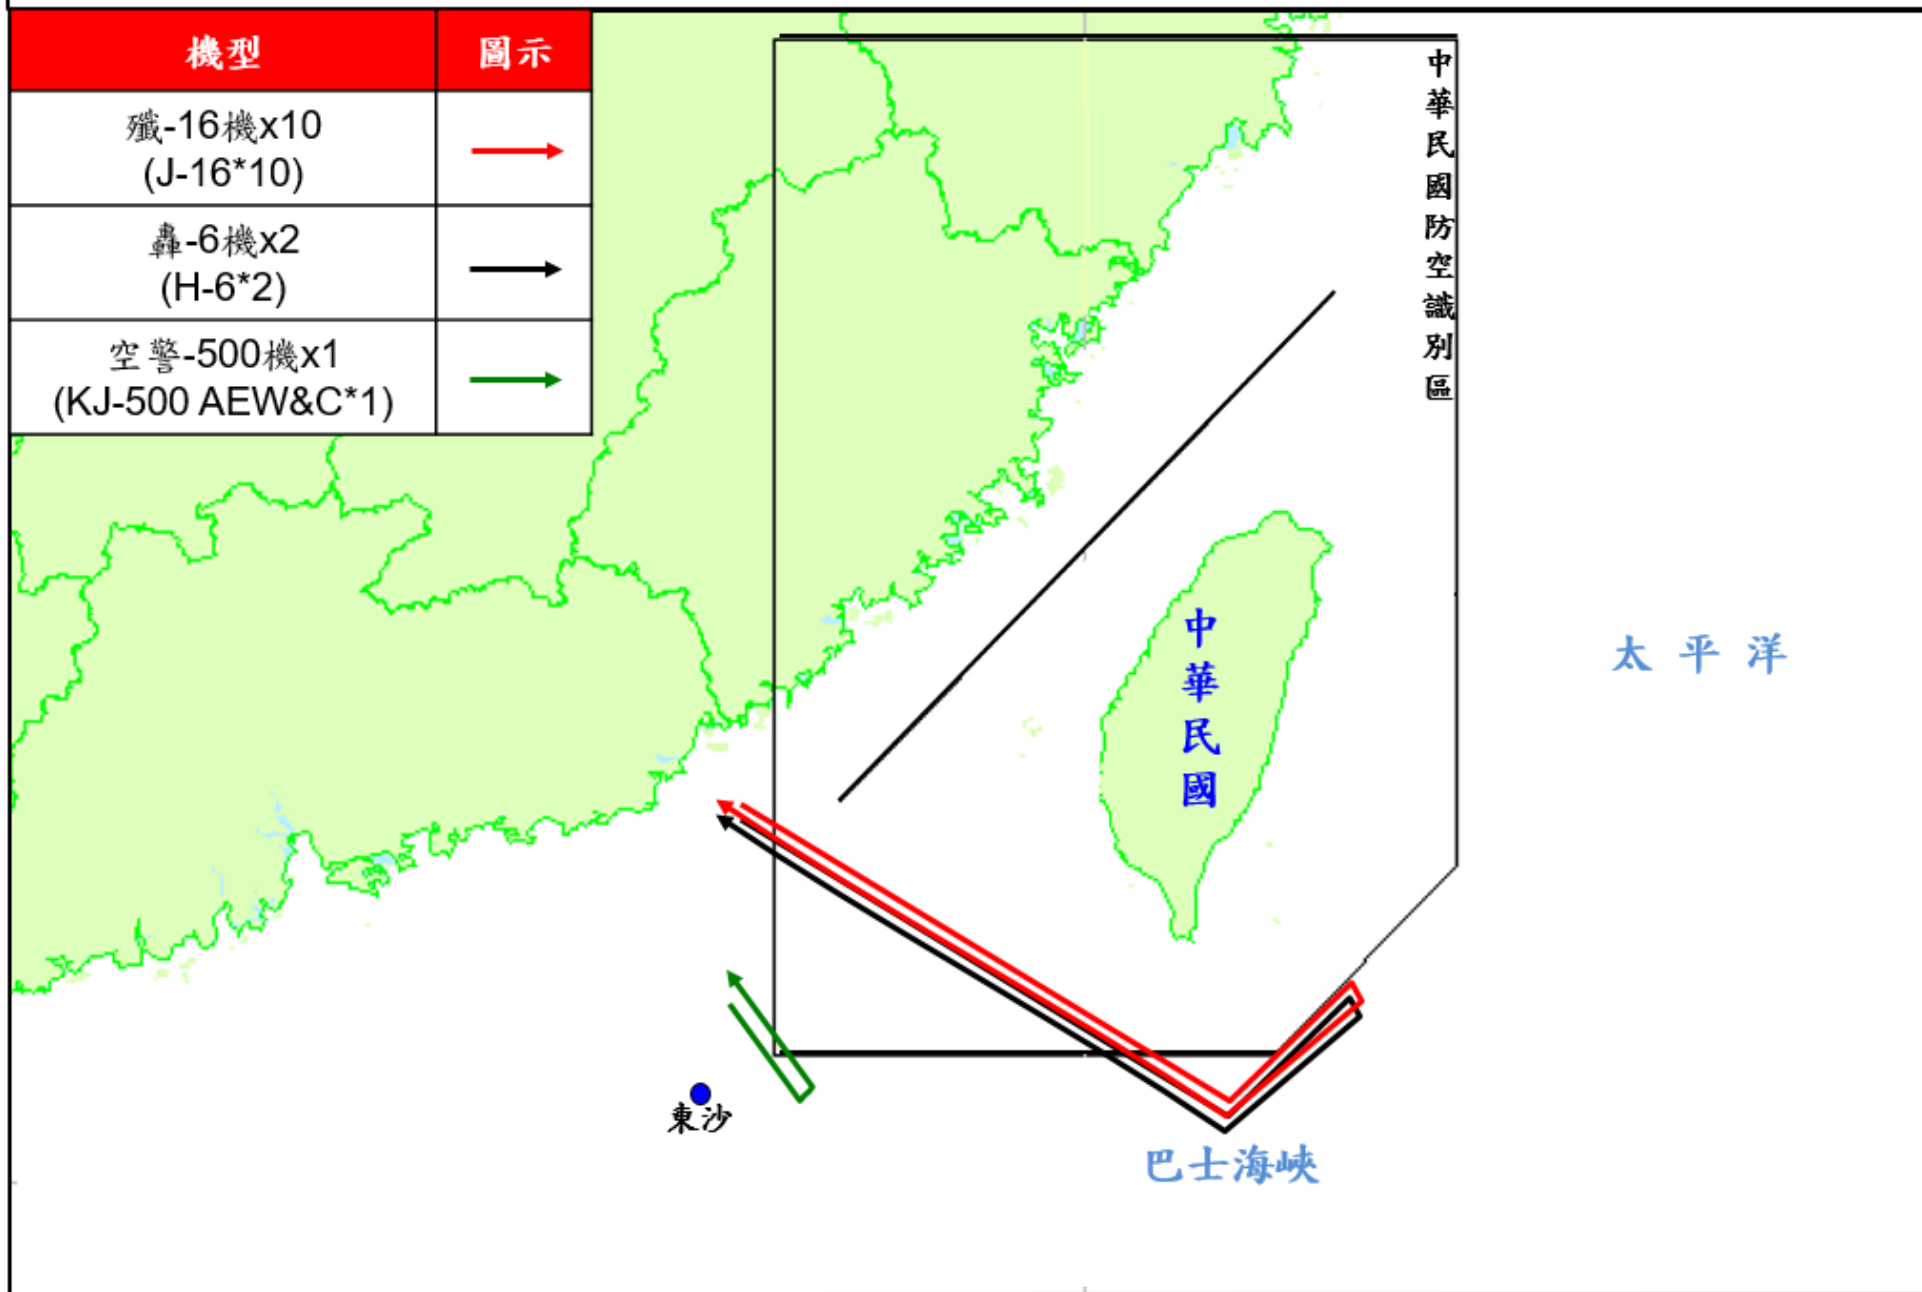 機型 圖示
殲-16機x10
(J-16*10)
轟-6機x2
(H-6*2)
空警-500機x1
(KJ-500 AEW&C*1)
中華民國防空識別區
中華民國
太平洋
東沙
巴士海峽